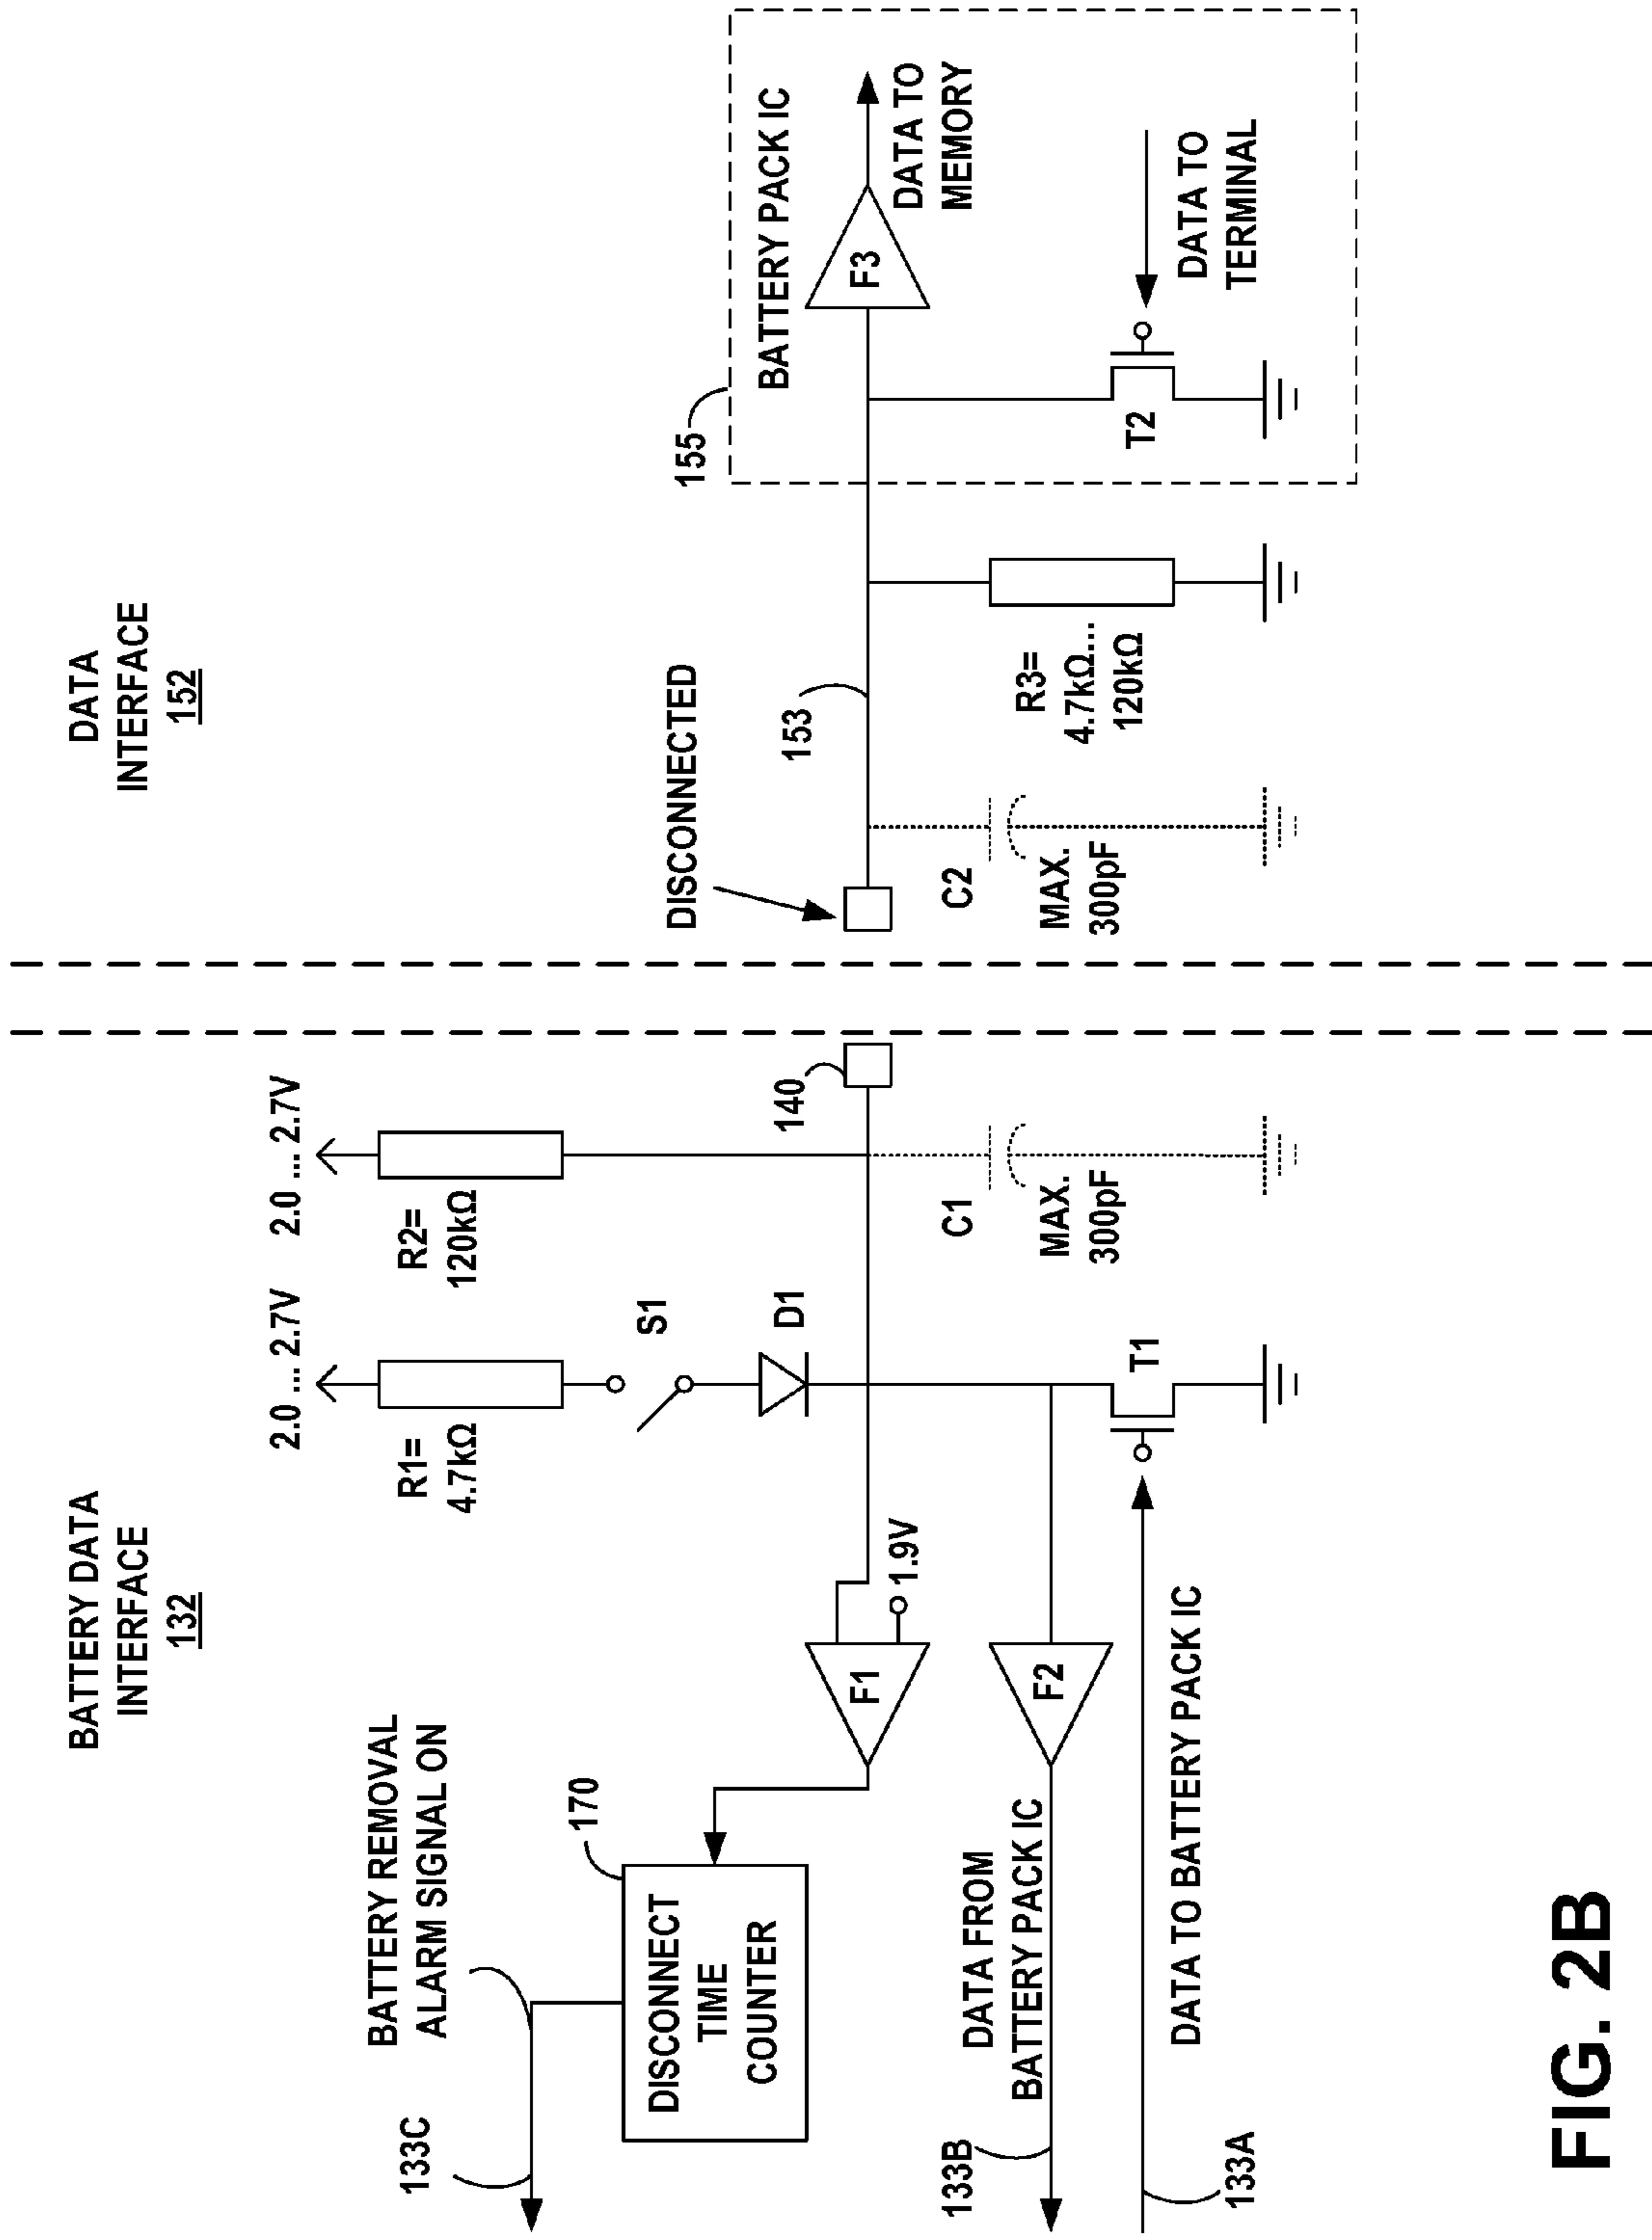 BATTERY DATA
INTERFACE
132
DATA
INTERFACE
152
2.0 ... 2.7V
2.0 ... 2.7V
BATTERY REMOVAL
ALARM SIGNAL ON
133C
R1=
4.7kΩ
R2=
120kΩ
170
S1
DISCONNECT
TIME
COUNTER
D1
140
F1
1.9V
DISCONNECTED
153
155
BATTERY PACK IC
F3
DATA TO
MEMORY
DATA FROM
BATTERY PACK IC
133B
F2
C1
MAX.
300pF
C2
MAX.
300pF
R3=
4.7kΩ...
120kΩ
T1
T2
DATA TO
TERMINAL
DATA TO BATTERY PACK IC
133A
FIG. 2B